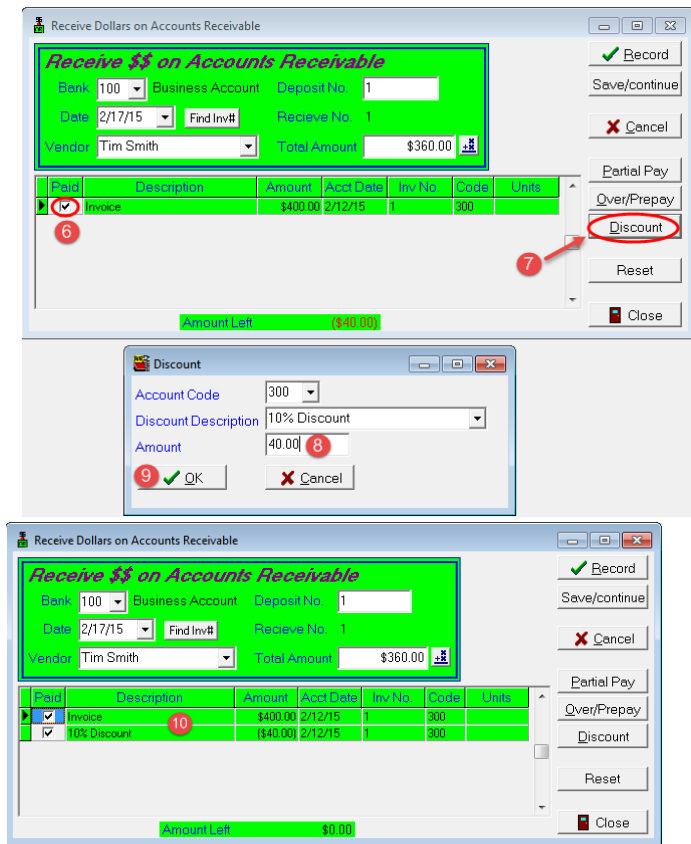 Receive Dollars on Accounts Receivable
Receive $$ on Accounts Receivable
Record
Bank 100 Business Account Deposit No. 1
Save/continue
Date 2/17/15 Find Inv# Recieve No. 1
Cancel
Vendor Tim Smith Total Amount $360.00 +x
Partial Pay
Paid Description Amount Acct Date Inv No. Code Units
Over/Prepay
Invoice $400.00 2/12/15 1 300
6
Discount
7
Reset
Amount Left ($40.00)
Close
Discount
Account Code 300
Discount Description 10% Discount
Amount 40.00 8
9 OK Cancel
Receive Dollars on Accounts Receivable
Receive $$ on Accounts Receivable
Record
Bank 100 Business Account Deposit No. 1
Save/continue
Date 2/17/15 Find Inv# Recieve No. 1
Cancel
Vendor Tim Smith Total Amount $360.00 +x
Partial Pay
Paid Description Amount Acct Date Inv No. Code Units
Over/Prepay
Invoice 10 $400.00 2/12/15 1 300
10% Discount ($40.00) 2/12/15 1 300
Discount
Reset
Amount Left $0.00
Close